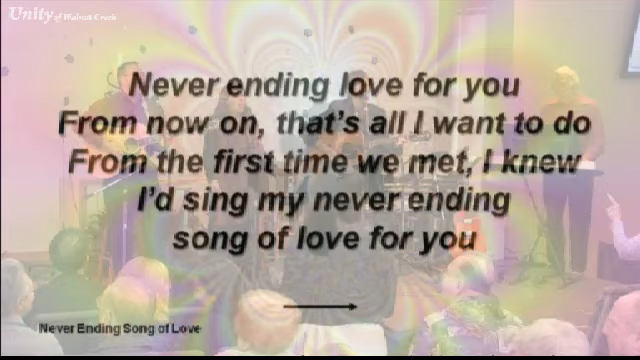 Unity of Walnut Creek
Never ending love for you
From now on, that's all I want to do
From the first time we met, I knew
I'd sing my never ending
song of love for you
Never Ending Song of Love